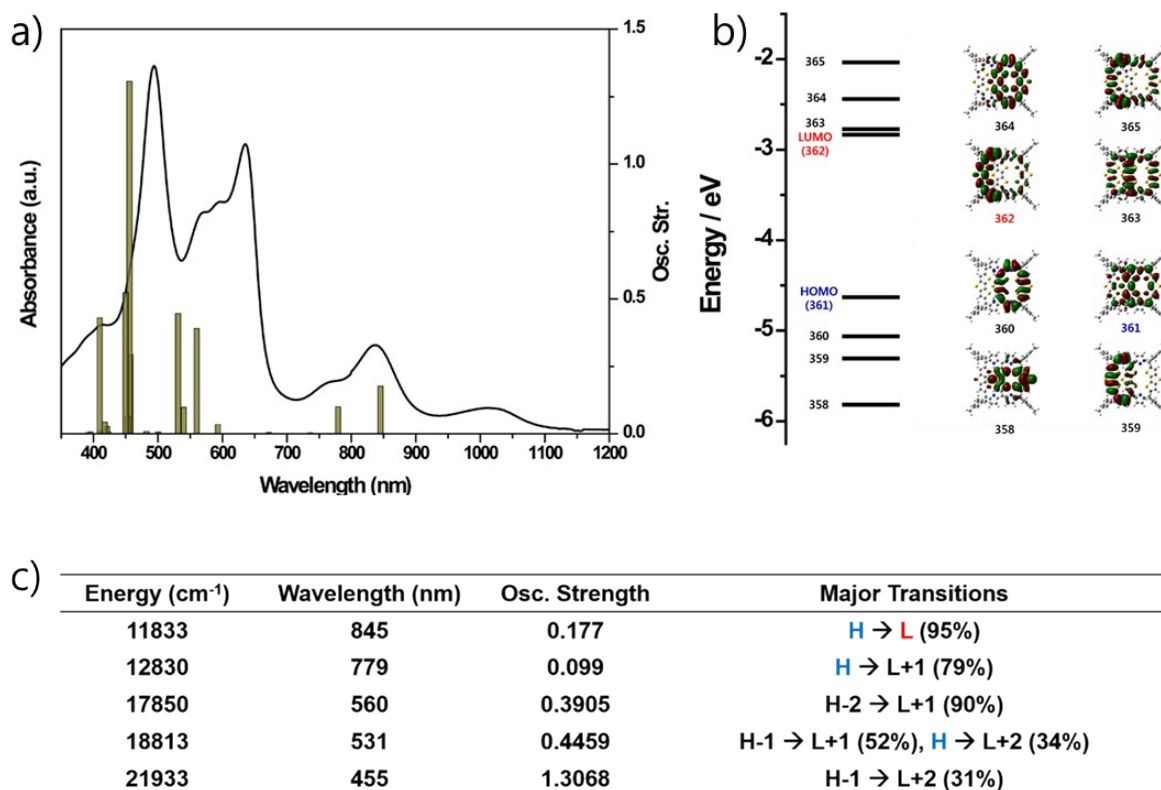 a)
Absorbance (a.u.)
1.5
1.0
0.5
0.0
Osc. Str.
400 500 600 700 800 900 1000 1100 1200
Wavelength (nm)
b)
Energy / eV
-2
-3
-4
-5
-6
365
364
363
LUMO
(362)
HOMO
(361)
360
359
358
364 365
362 363
360 361
358 359
c)
Energy (cm⁻¹) Wavelength (nm) Osc. Strength Major Transitions
11833 845 0.177 H → L (95%)
12830 779 0.099 H → L+1 (79%)
17850 560 0.3905 H-2 → L+1 (90%)
18813 531 0.4459 H-1 → L+1 (52%), H → L+2 (34%)
21933 455 1.3068 H-1 → L+2 (31%)